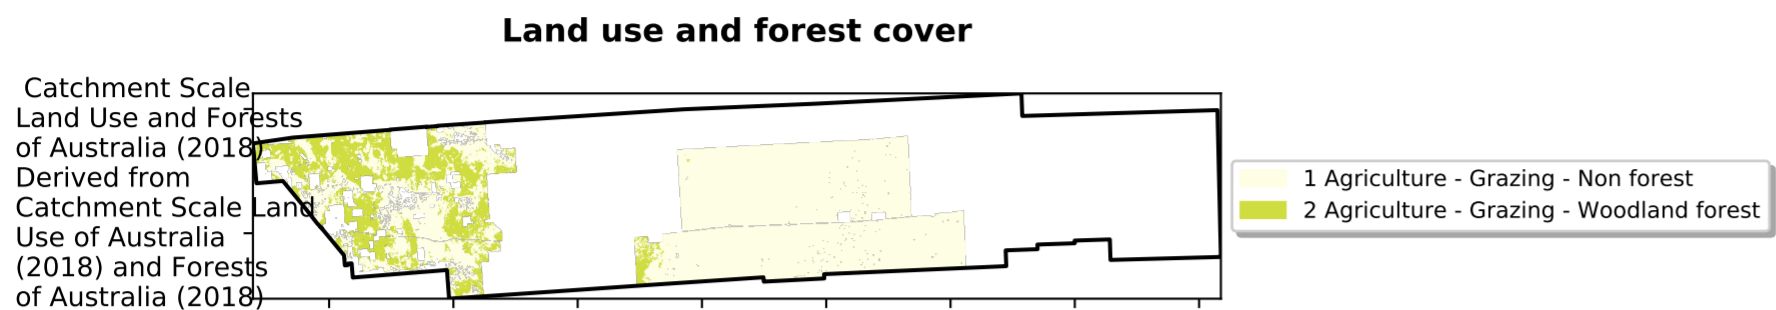 Land use and forest cover
Catchment Scale
Land Use and Forests
of Australia (2018)
Derived from
Catchment Scale Land
Use of Australia
(2018) and Forests
of Australia (2018)
1 Agriculture - Grazing - Non forest
2 Agriculture - Grazing - Woodland forest